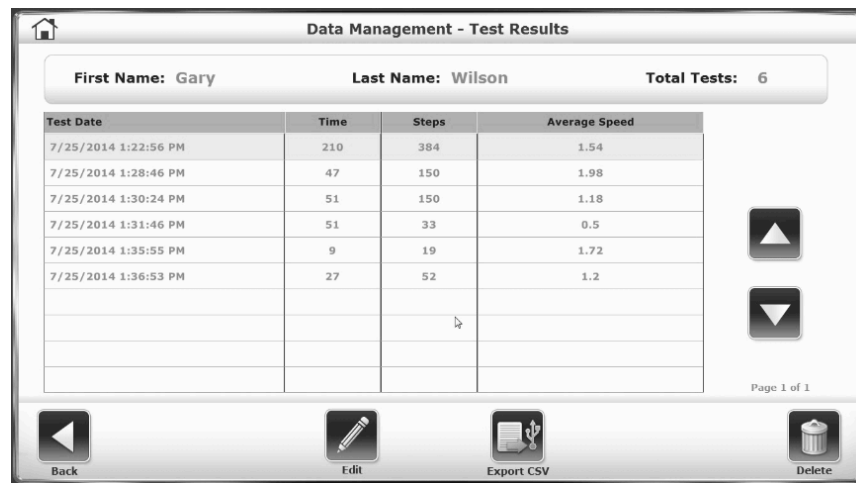 Data Management - Test Results
First Name: Gary Last Name: Wilson Total Tests: 6
Test Date Time Steps Average Speed
7/25/2014 1:22:56 PM 210 384 1.54
7/25/2014 1:28:46 PM 47 150 1.98
7/25/2014 1:30:24 PM 51 150 1.18
7/25/2014 1:31:46 PM 51 33 0.5
7/25/2014 1:35:55 PM 9 19 1.72
7/25/2014 1:36:53 PM 27 52 1.2
Page 1 of 1
Back Edit Export CSV Delete